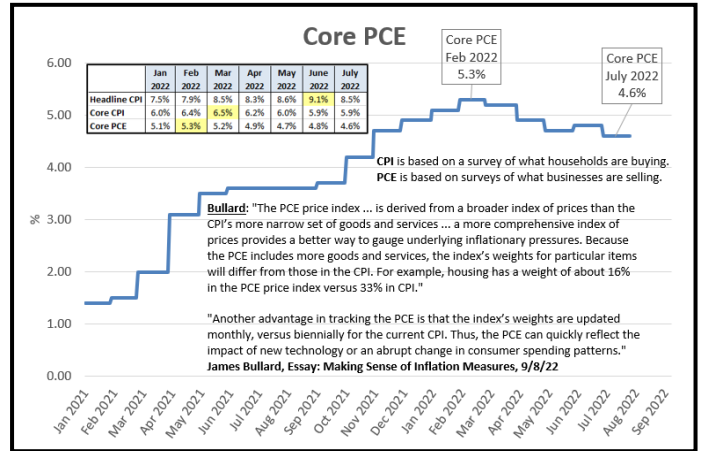 Core PCE
Core PCE
Feb 2022
5.3%
Core PCE
July 2022
4.6%
Jan 2022 Feb 2022 Mar 2022 Apr 2022 May 2022 June 2022 July 2022
Headline CPI 7.5% 7.9% 8.5% 8.3% 8.6% 9.1% 8.5%
Core CPI 6.0% 6.4% 6.5% 6.2% 6.0% 5.9% 5.9%
Core PCE 5.1% 5.3% 5.2% 4.9% 4.7% 4.8% 4.6%
CPI is based on a survey of what households are buying.
PCE is based on surveys of what businesses are selling.
Bullard: "The PCE price index ... is derived from a broader index of prices than the
CPI's more narrow set of goods and services ... a more comprehensive index of
prices provides a better way to gauge underlying inflationary pressures. Because
the PCE includes more goods and services, the index's weights for particular items
will differ from those in the CPI. For example, housing has a weight of about 16%
in the PCE price index versus 33% in CPI."
"Another advantage in tracking the PCE is that the index's weights are updated
monthly, versus biennially for the current CPI. Thus, the PCE can quickly reflect the
impact of new technology or an abrupt change in consumer spending patterns."
James Bullard, Essay: Making Sense of Inflation Measures, 9/8/22
%
6.00
5.00
4.00
3.00
2.00
1.00
0.00
Jan 2021
Feb 2021
Mar 2021
Apr 2021
May 2021
Jun 2021
Jul 2021
Aug 2021
Sep 2021
Oct 2021
Nov 2021
Dec 2021
Jan 2022
Feb 2022
Mar 2022
Apr 2022
May 2022
Jun 2022
Jul 2022
Aug 2022
Sep 2022